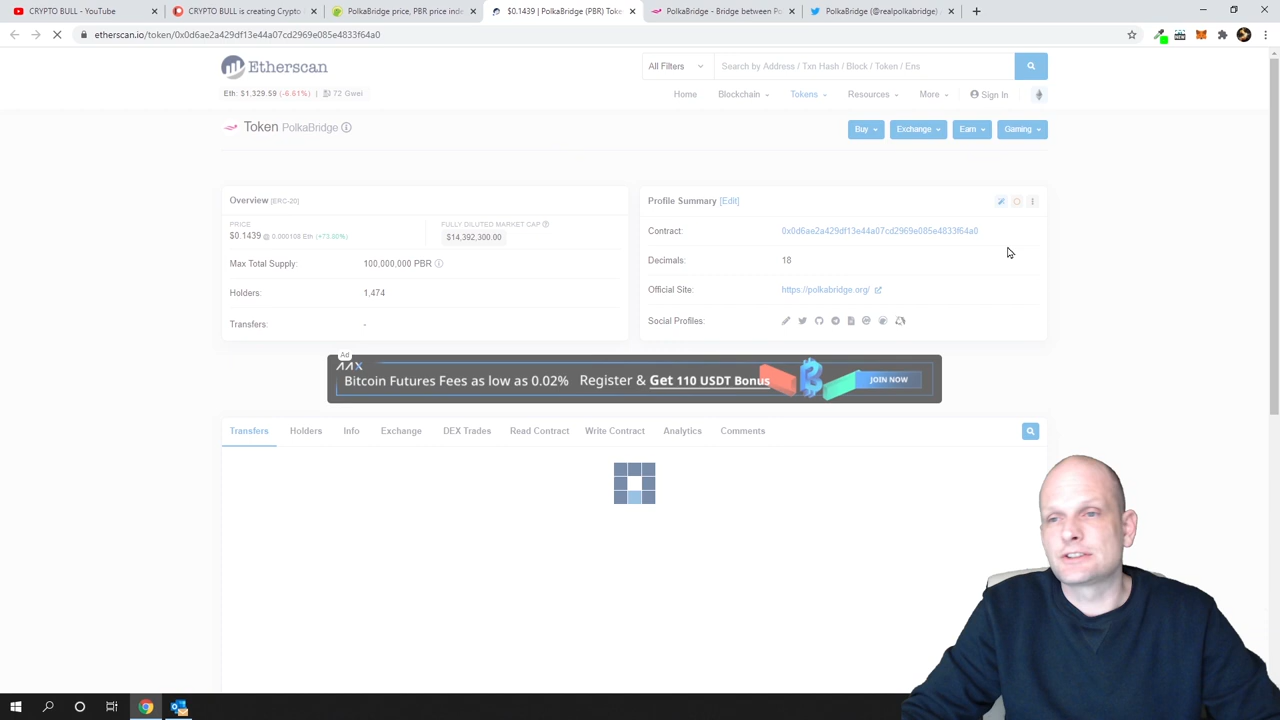 CRYPTO BULL - YouTube
CRYPTO BULL is creating Crypto
PolkaBridge price, PBR price inde
$0.1439 | PolkaBridge (PBR) Toke
PolkaBridge - Bridge between Po
PolkaBridge (@realpolkabridge)
etherscan.io/token/0x0d6ae2a429df13e44a07cd2969e085e4833f64a0
Etherscan
All Filters
Search by Address / Txn Hash / Block / Token / Ens
Eth: $1,329.59 (-6.61%) | 72 Gwei
Home
Blockchain
Tokens
Resources
More
Sign In
Token PolkaBridge
Buy
Exchange
Earn
Gaming
Overview [ERC-20]
PRICE
$0.1439 @ 0.000108 Eth (+73.80%)
FULLY DILUTED MARKET CAP
$14,392,300.00
Max Total Supply: 100,000,000 PBR
Holders: 1,474
Transfers: -
Profile Summary [Edit]
Contract: 0x0d6ae2a429df13e44a07cd2969e085e4833f64a0
Decimals: 18
Official Site: https://polkabridge.org/
Social Profiles:
Ad
AAX
Bitcoin Futures Fees as low as 0.02% Register & Get 110 USDT Bonus
JOIN NOW
Transfers
Holders
Info
Exchange
DEX Trades
Read Contract
Write Contract
Analytics
Comments